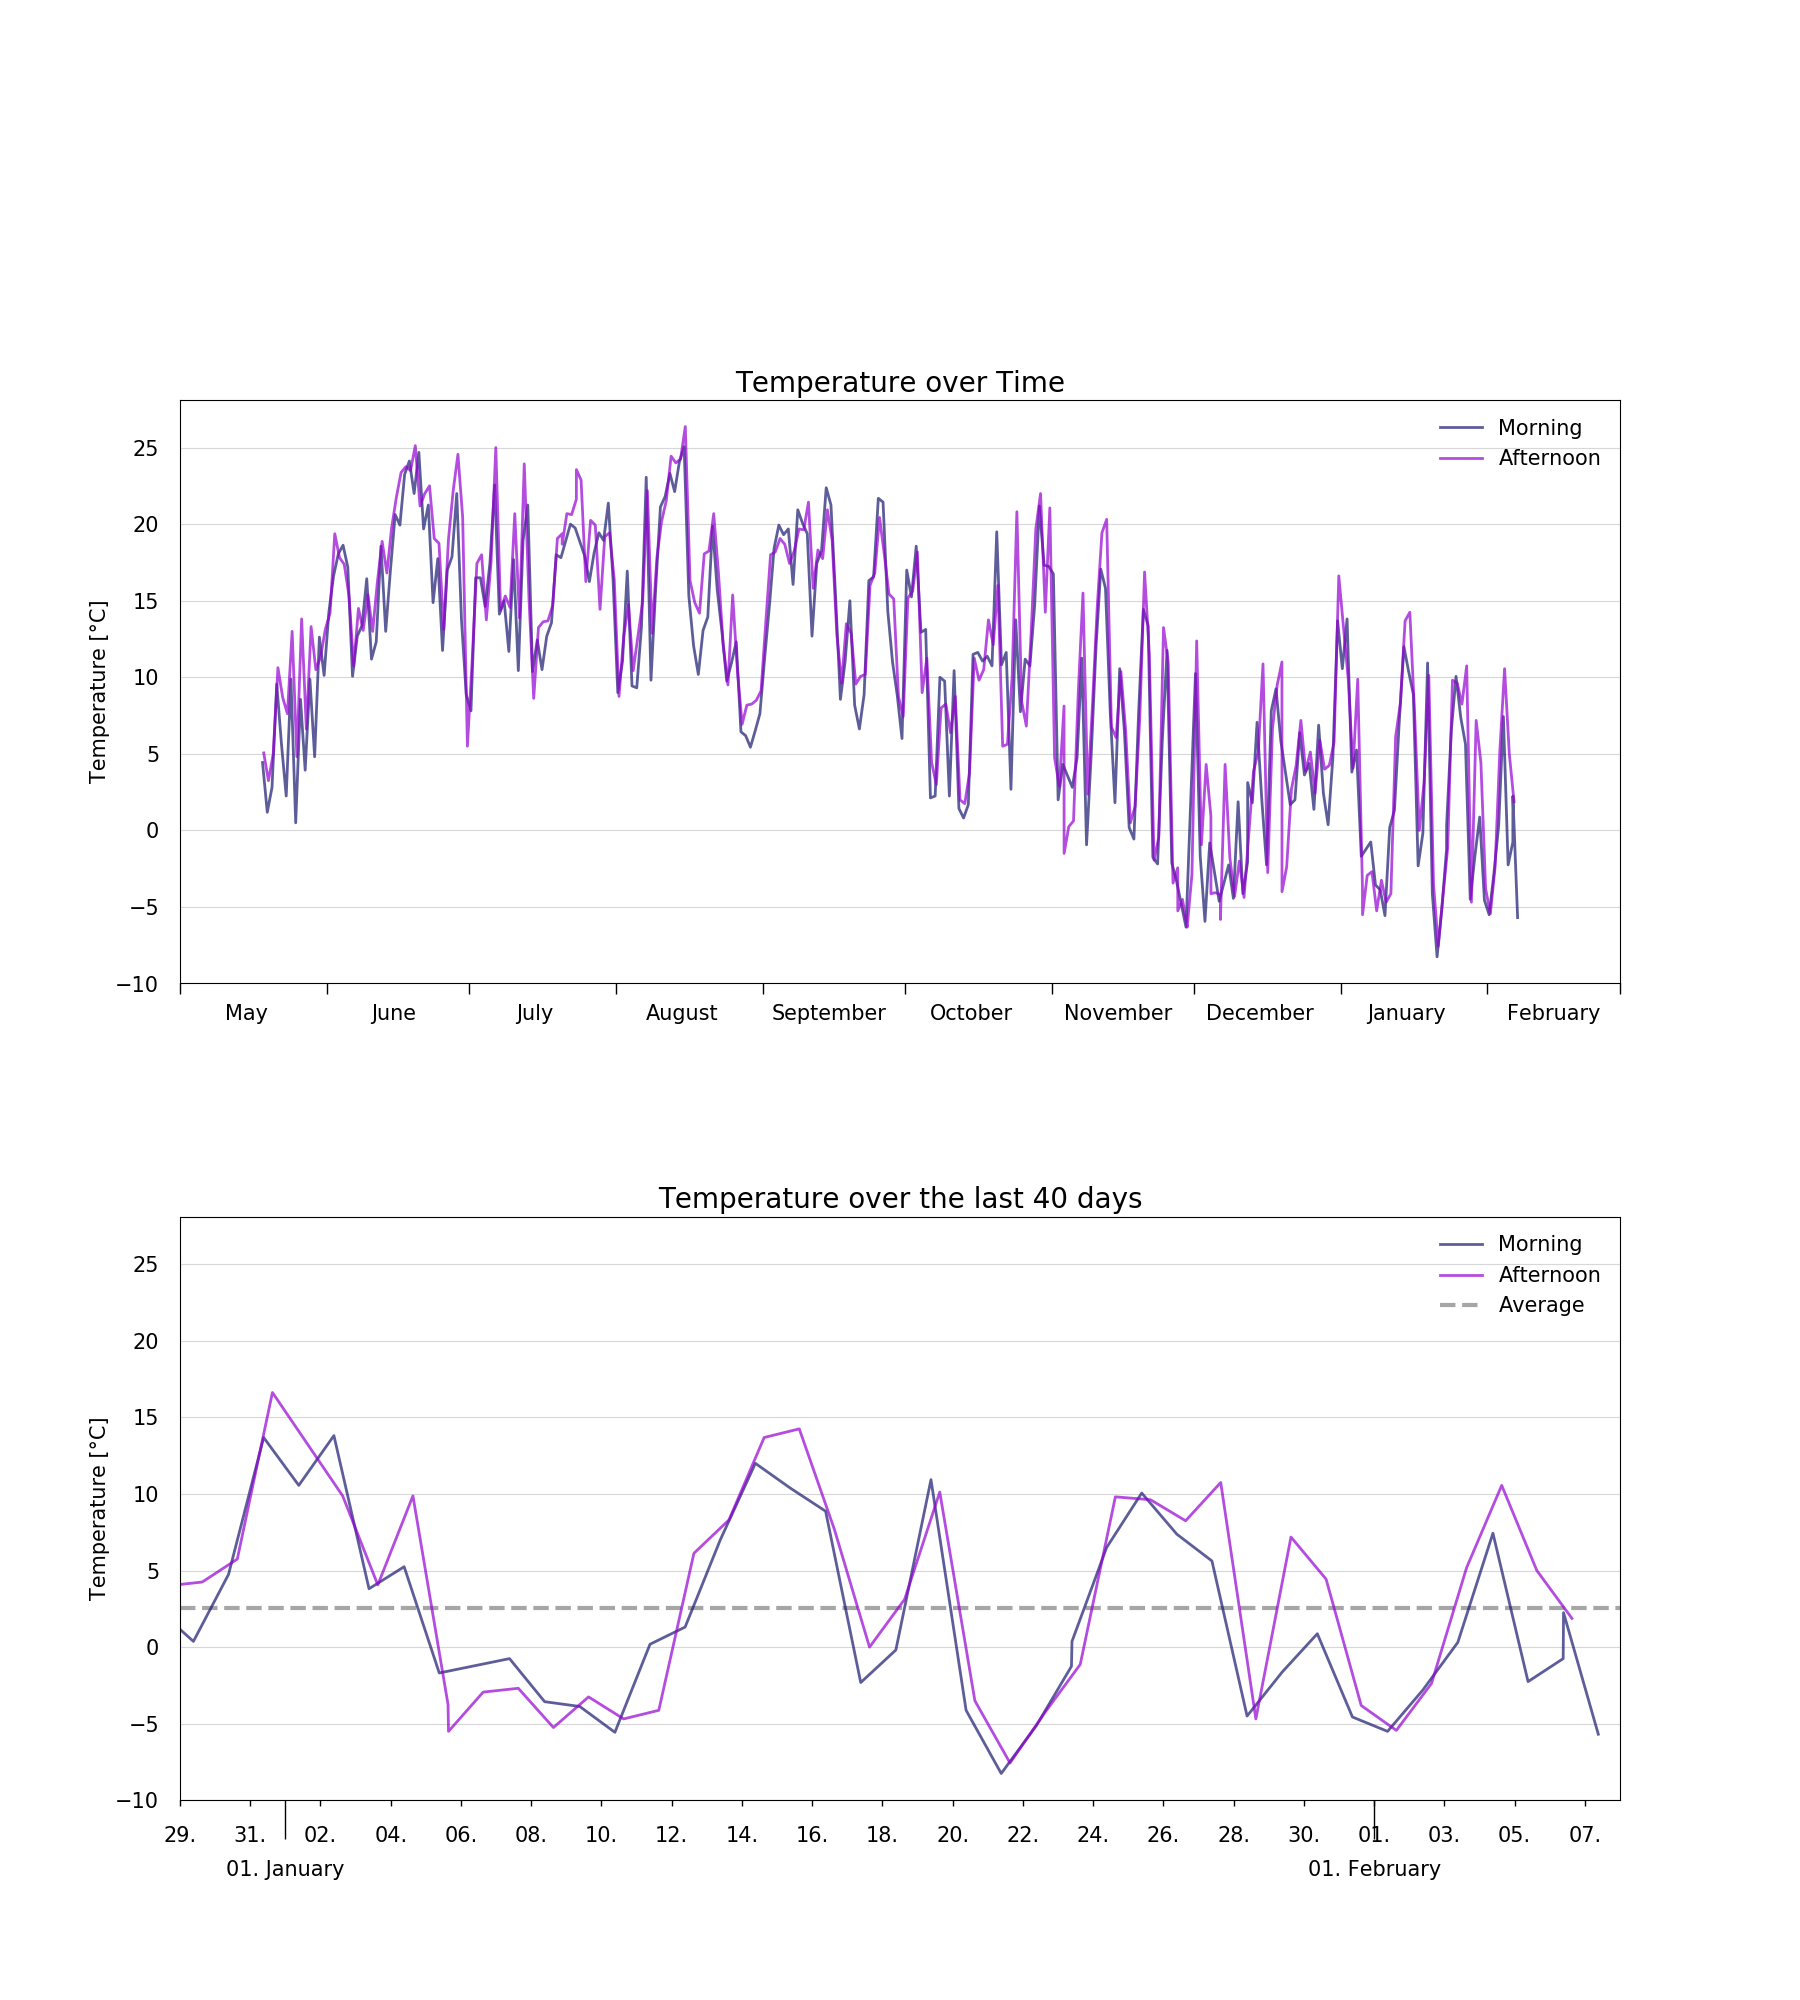 Temperature over Time
Temperature [°C]
25
20
15
10
5
0
−5
−10
Morning
Afternoon
May June July August September October November December January February
Temperature over the last 40 days
Temperature [°C]
25
20
15
10
5
0
−5
−10
Morning
Afternoon
Average
29. 31. 02. 04. 06. 08. 10. 12. 14. 16. 18. 20. 22. 24. 26. 28. 30. 01. 03. 05. 07.
01. January 01. February